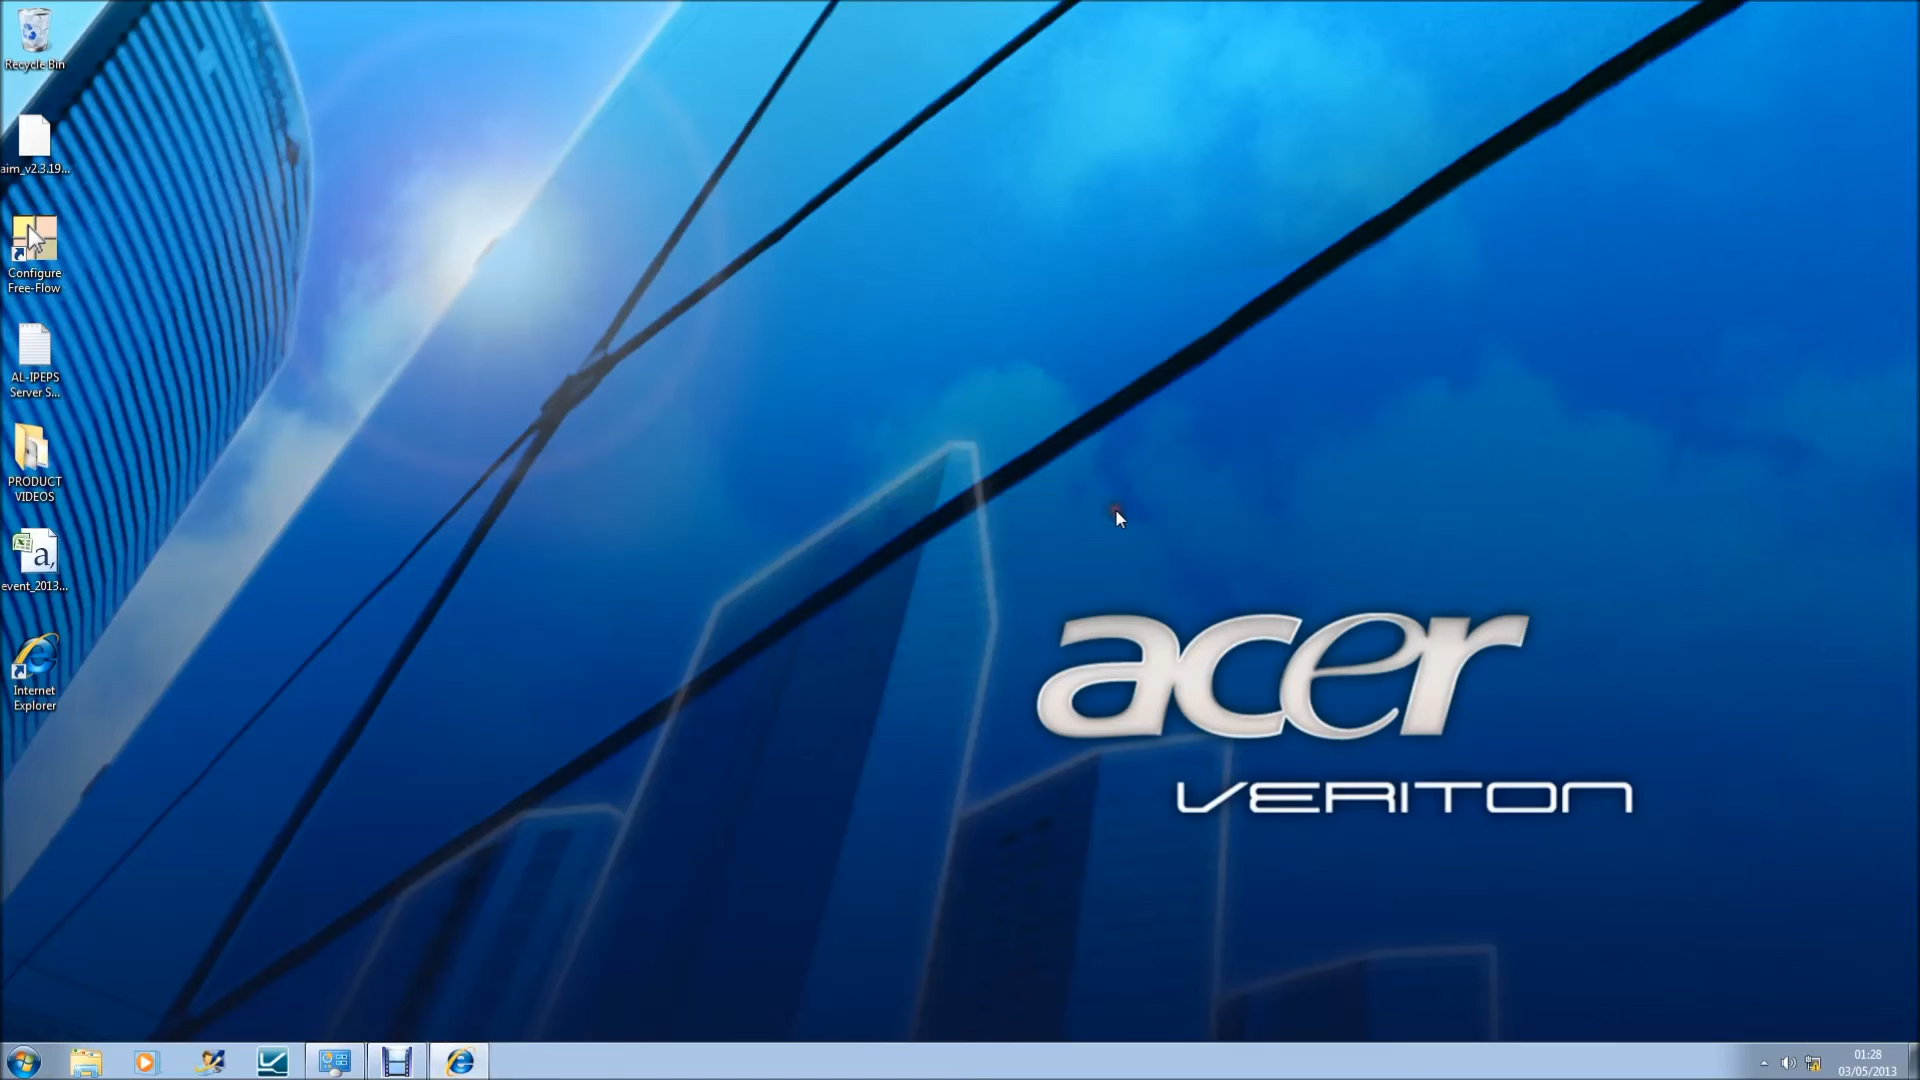 Recycle Bin
aim_v2.3.19...
Configure
Free-Flow
AL-IPEPS
Server S...
PRODUCT
VIDEOS
a,
event_2013...
Internet
Explorer
acer
VERITON
01:28
03/05/2013